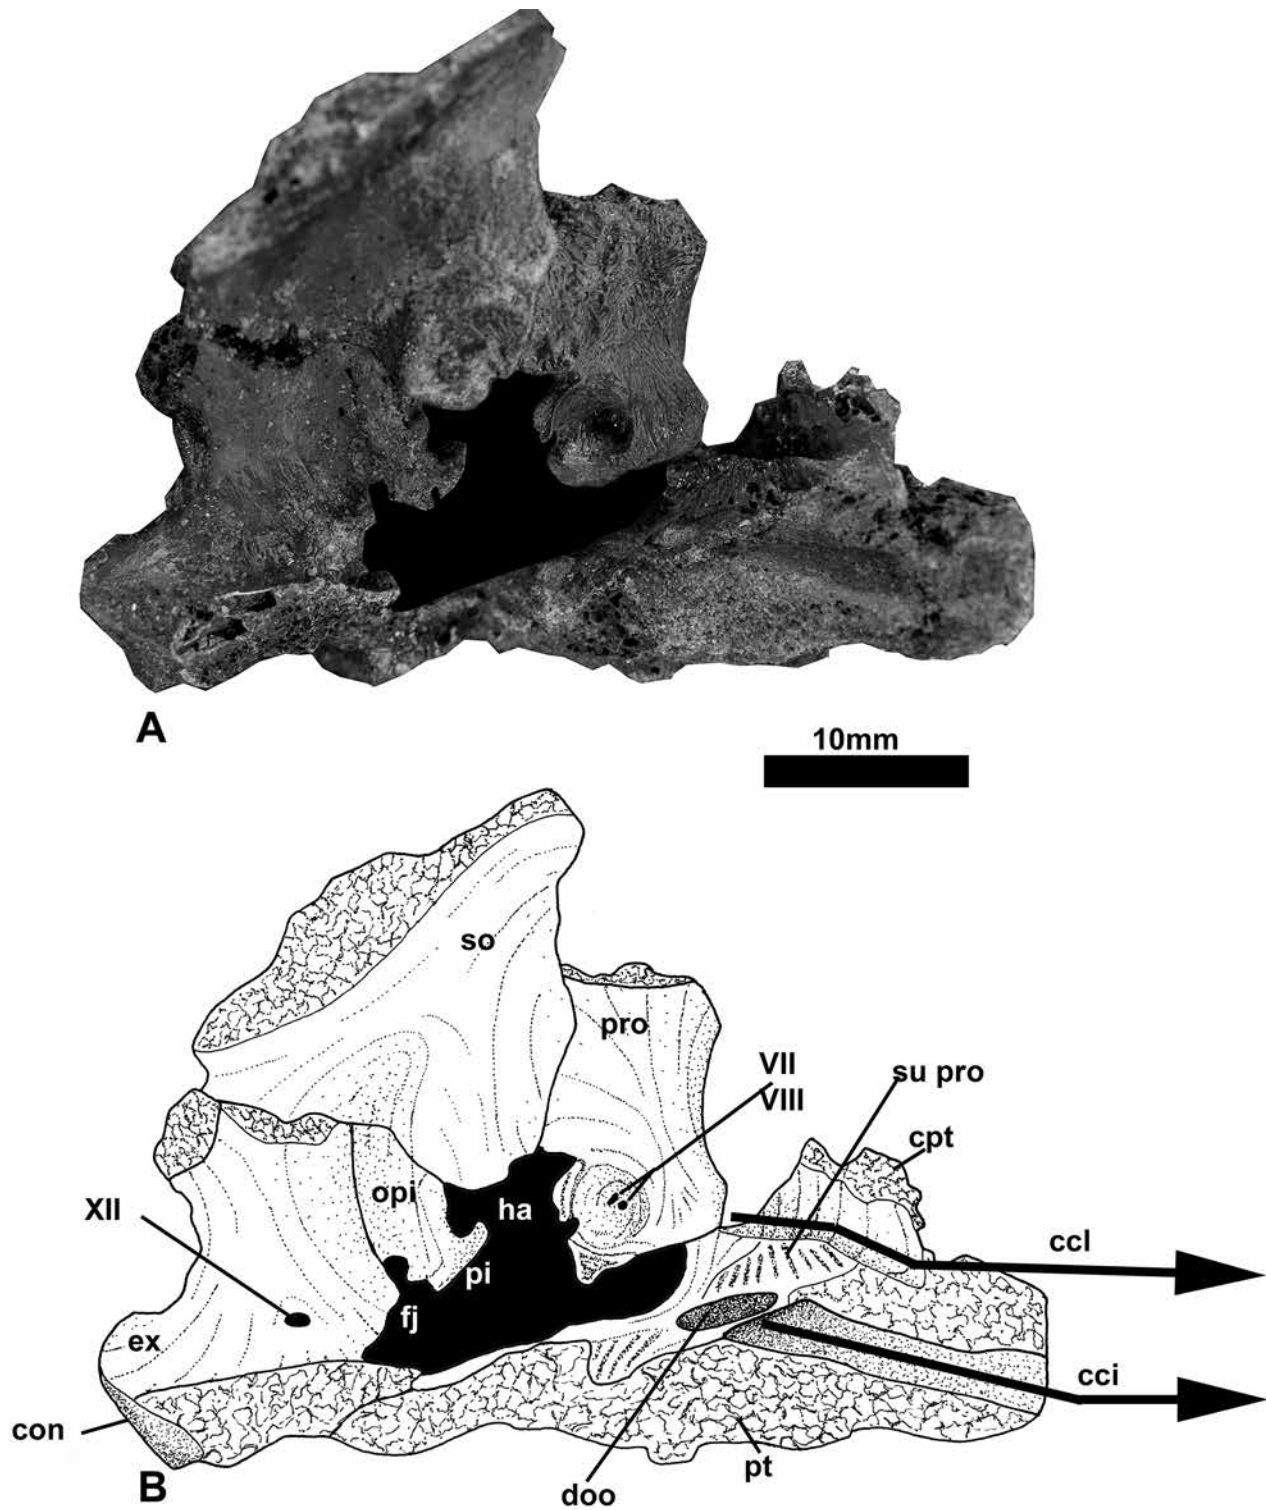 A
10mm
so
pro
VII
VIII
su pro
cpt
opi
ha
XII
ccl
pi
fj
ex
cci
con
pt
B
doo